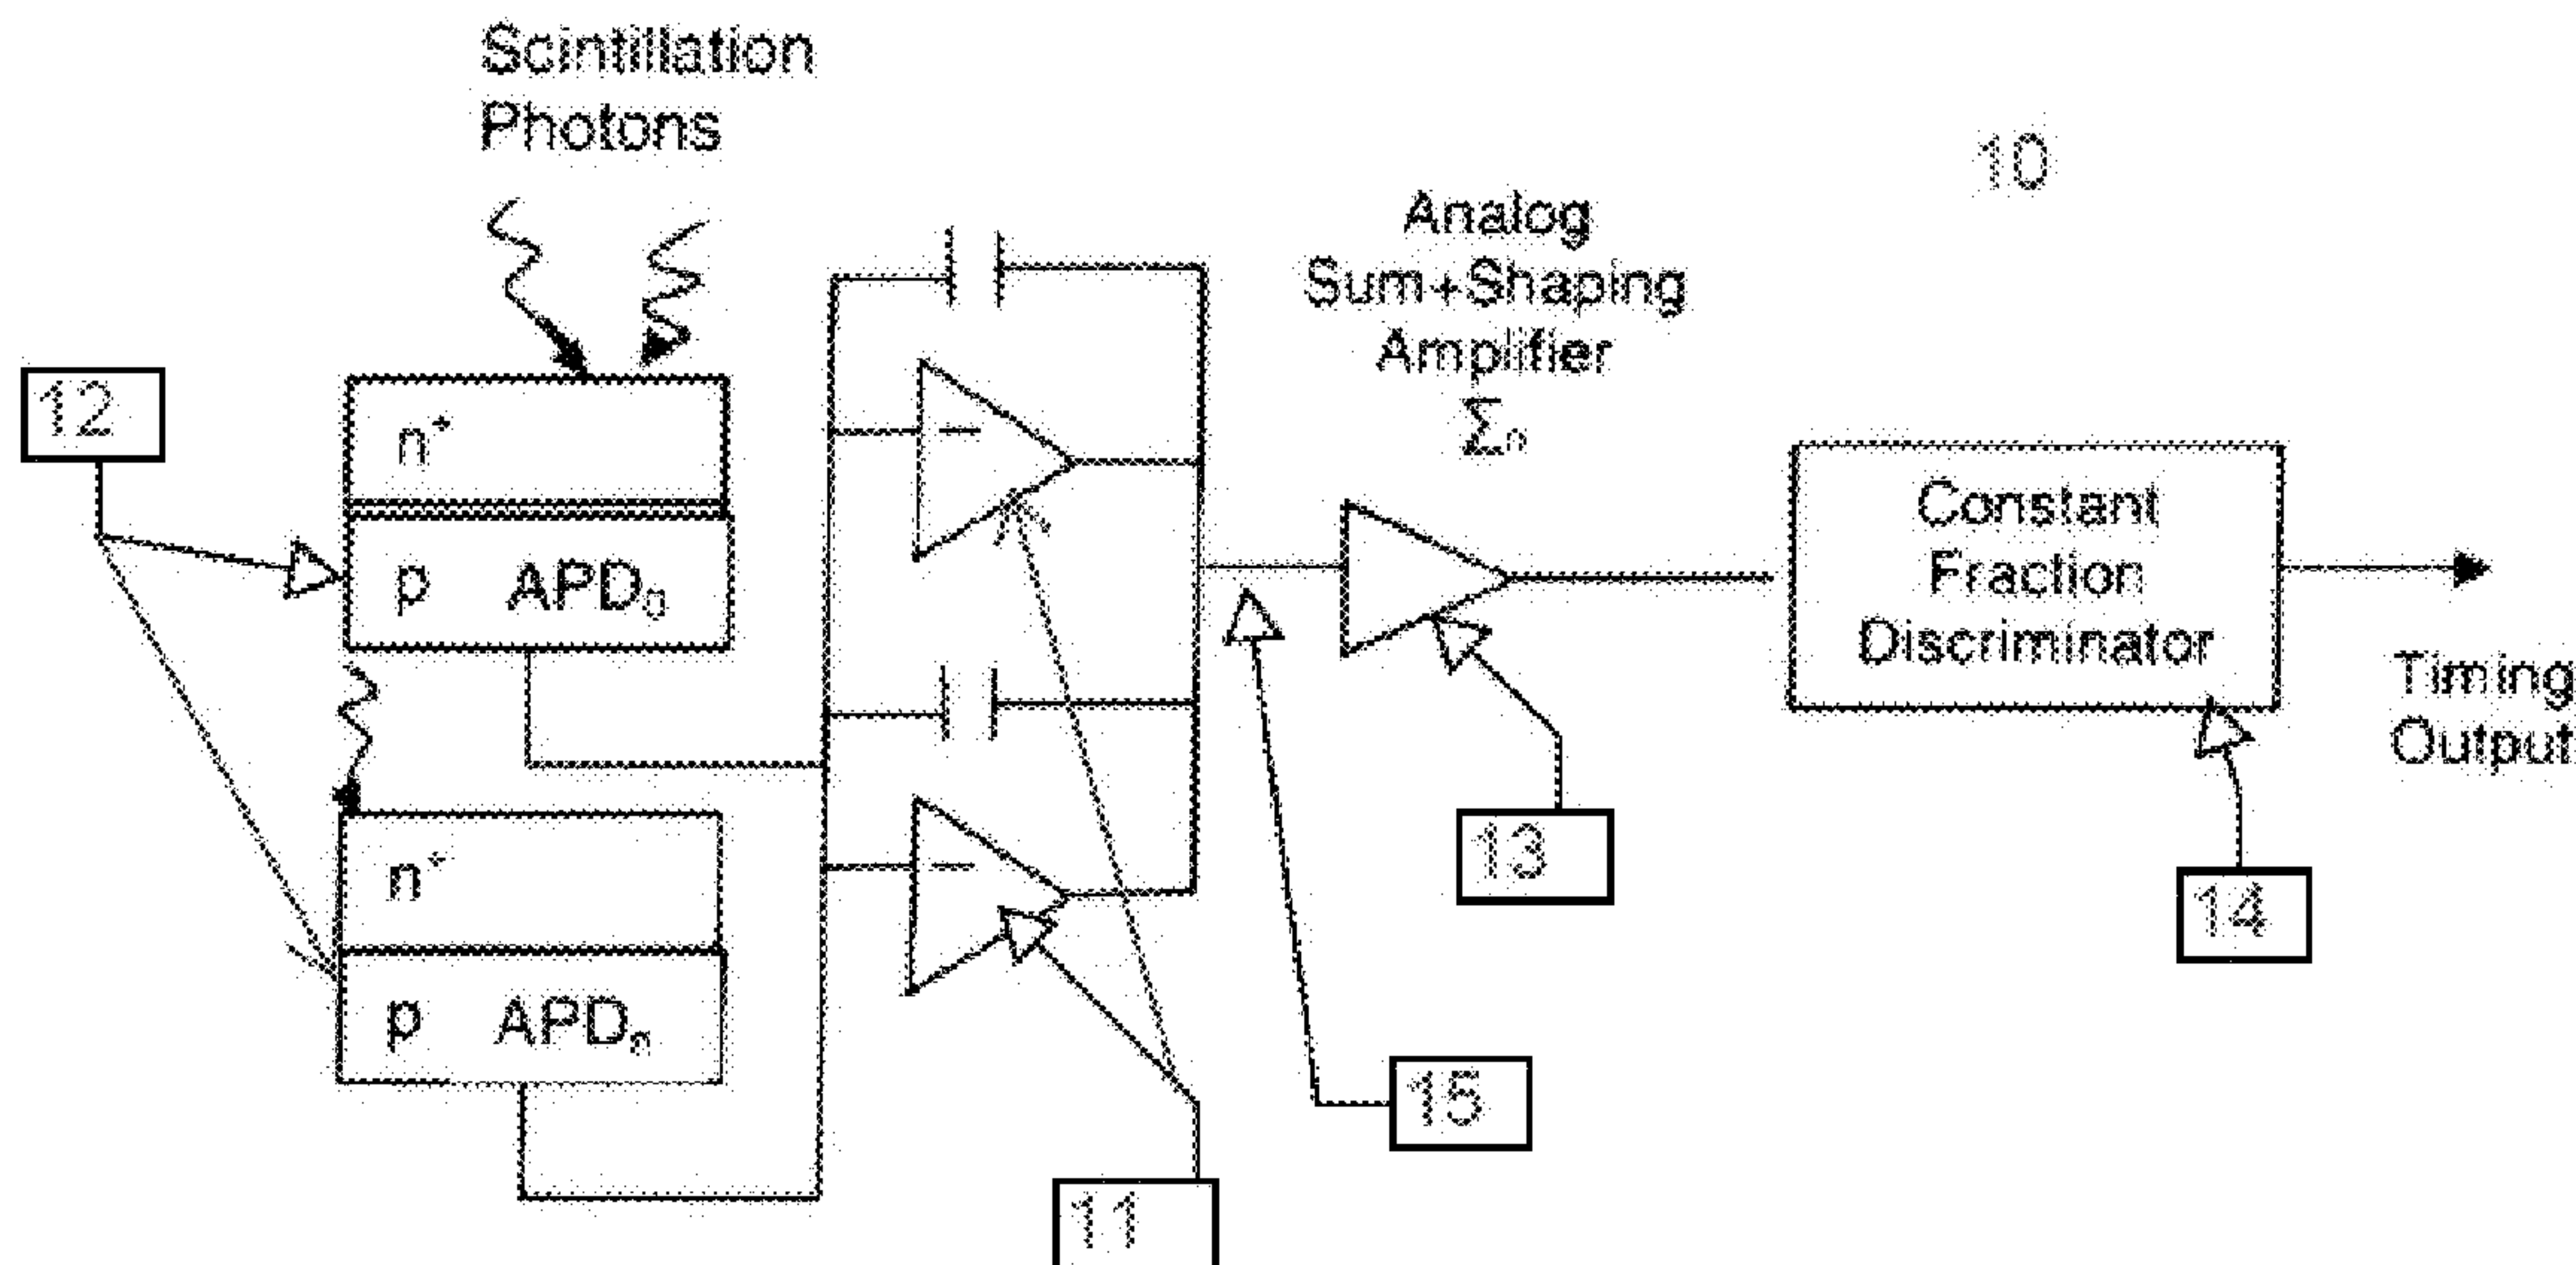 Scintillation
Photons
10
Analog
Sum+Shaping
Amplifier
Σn
12
n+
p APD0
Constant
Fraction
Discriminator
Timing
Output
n+
p APDn
13
14
15
11